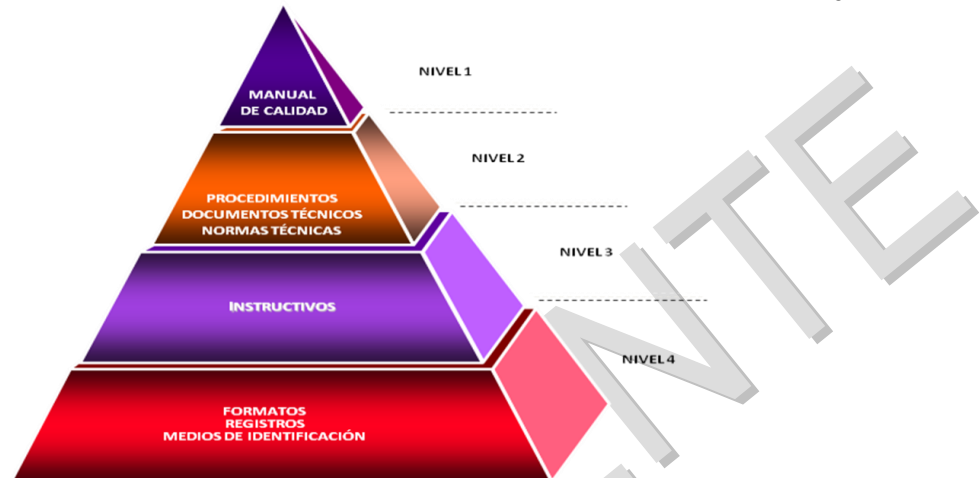 NIVEL 1
MANUAL
DE CALIDAD
NIVEL 2
PROCEDIMIENTOS
DOCUMENTOS TÉCNICOS
NORMAS TÉCNICAS
NIVEL 3
INSTRUCTIVOS
NIVEL 4
FORMATOS
REGISTROS
MEDIOS DE IDENTIFICACIÓN
NTE